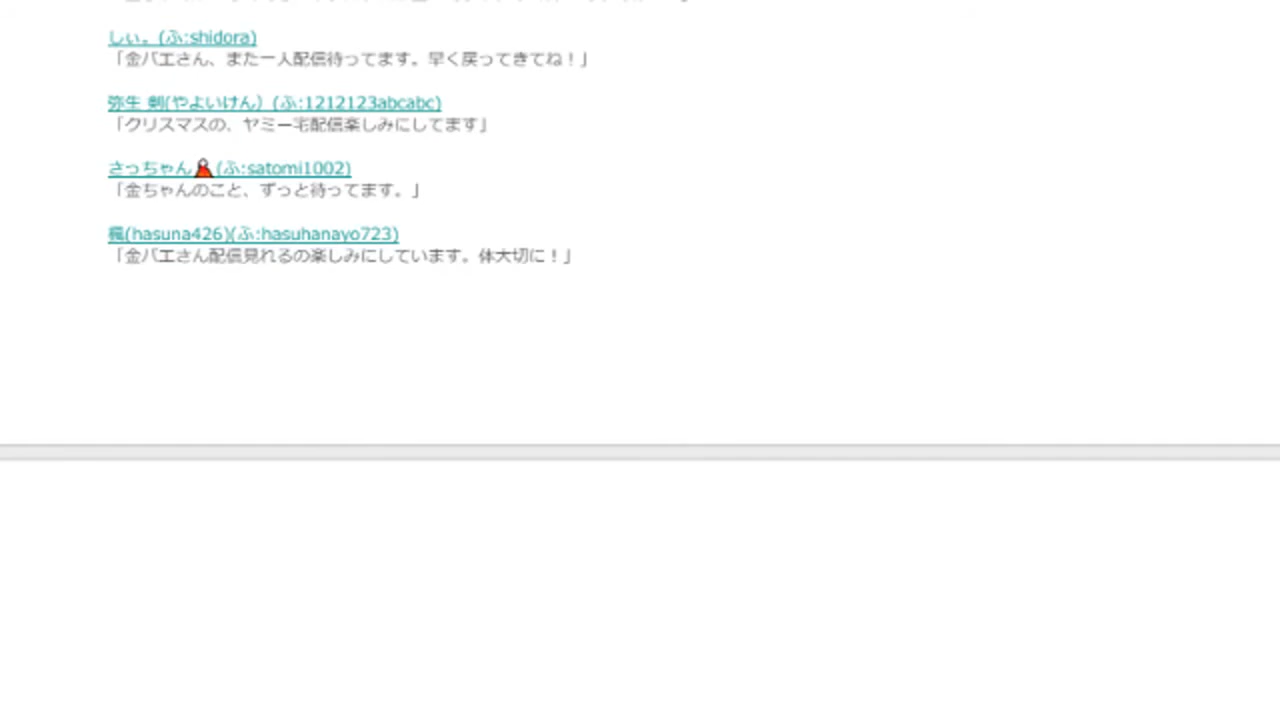 しぃ。(ふ:shidora)
「金バエさん、また一人配信待ってます。早く戻ってきてね！」
弥生 剣(やよいけん）(ふ:1212123abcabc)
「クリスマスの、ヤミー宅配信楽しみにしてます」
さっちゃん(ふ:satomi1002)
「金ちゃんのこと、ずっと待ってます。」
楓(hasuna426)(ふ:hasuhanayo723)
「金バエさん配信見れるの楽しみにしています。体大切に！」